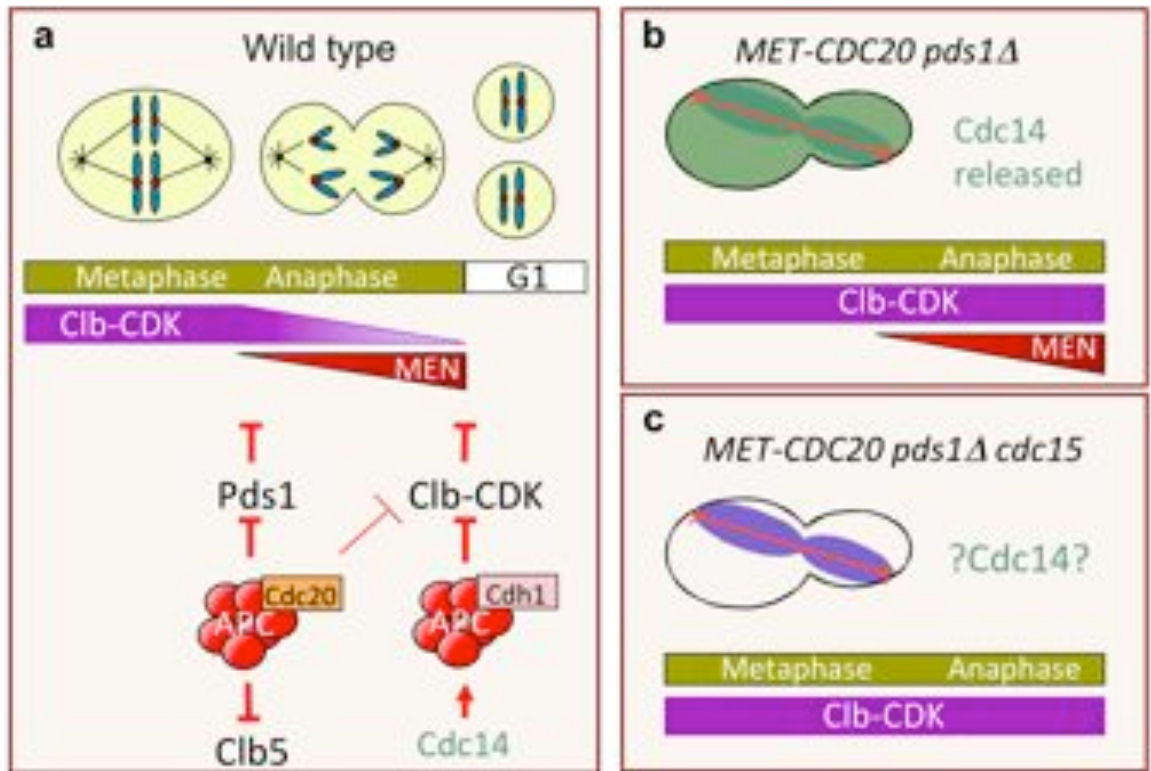 a
Wild type
Metaphase Anaphase G1
Clb-CDK
MEN
Pds1 Clb-CDK
Cdc20 Cdh1
APC APC
Clb5 Cdc14
b
MET-CDC20 pds1Δ
Cdc14
released
Metaphase Anaphase
Clb-CDK
MEN
c
MET-CDC20 pds1Δ cdc15
?Cdc14?
Metaphase Anaphase
Clb-CDK